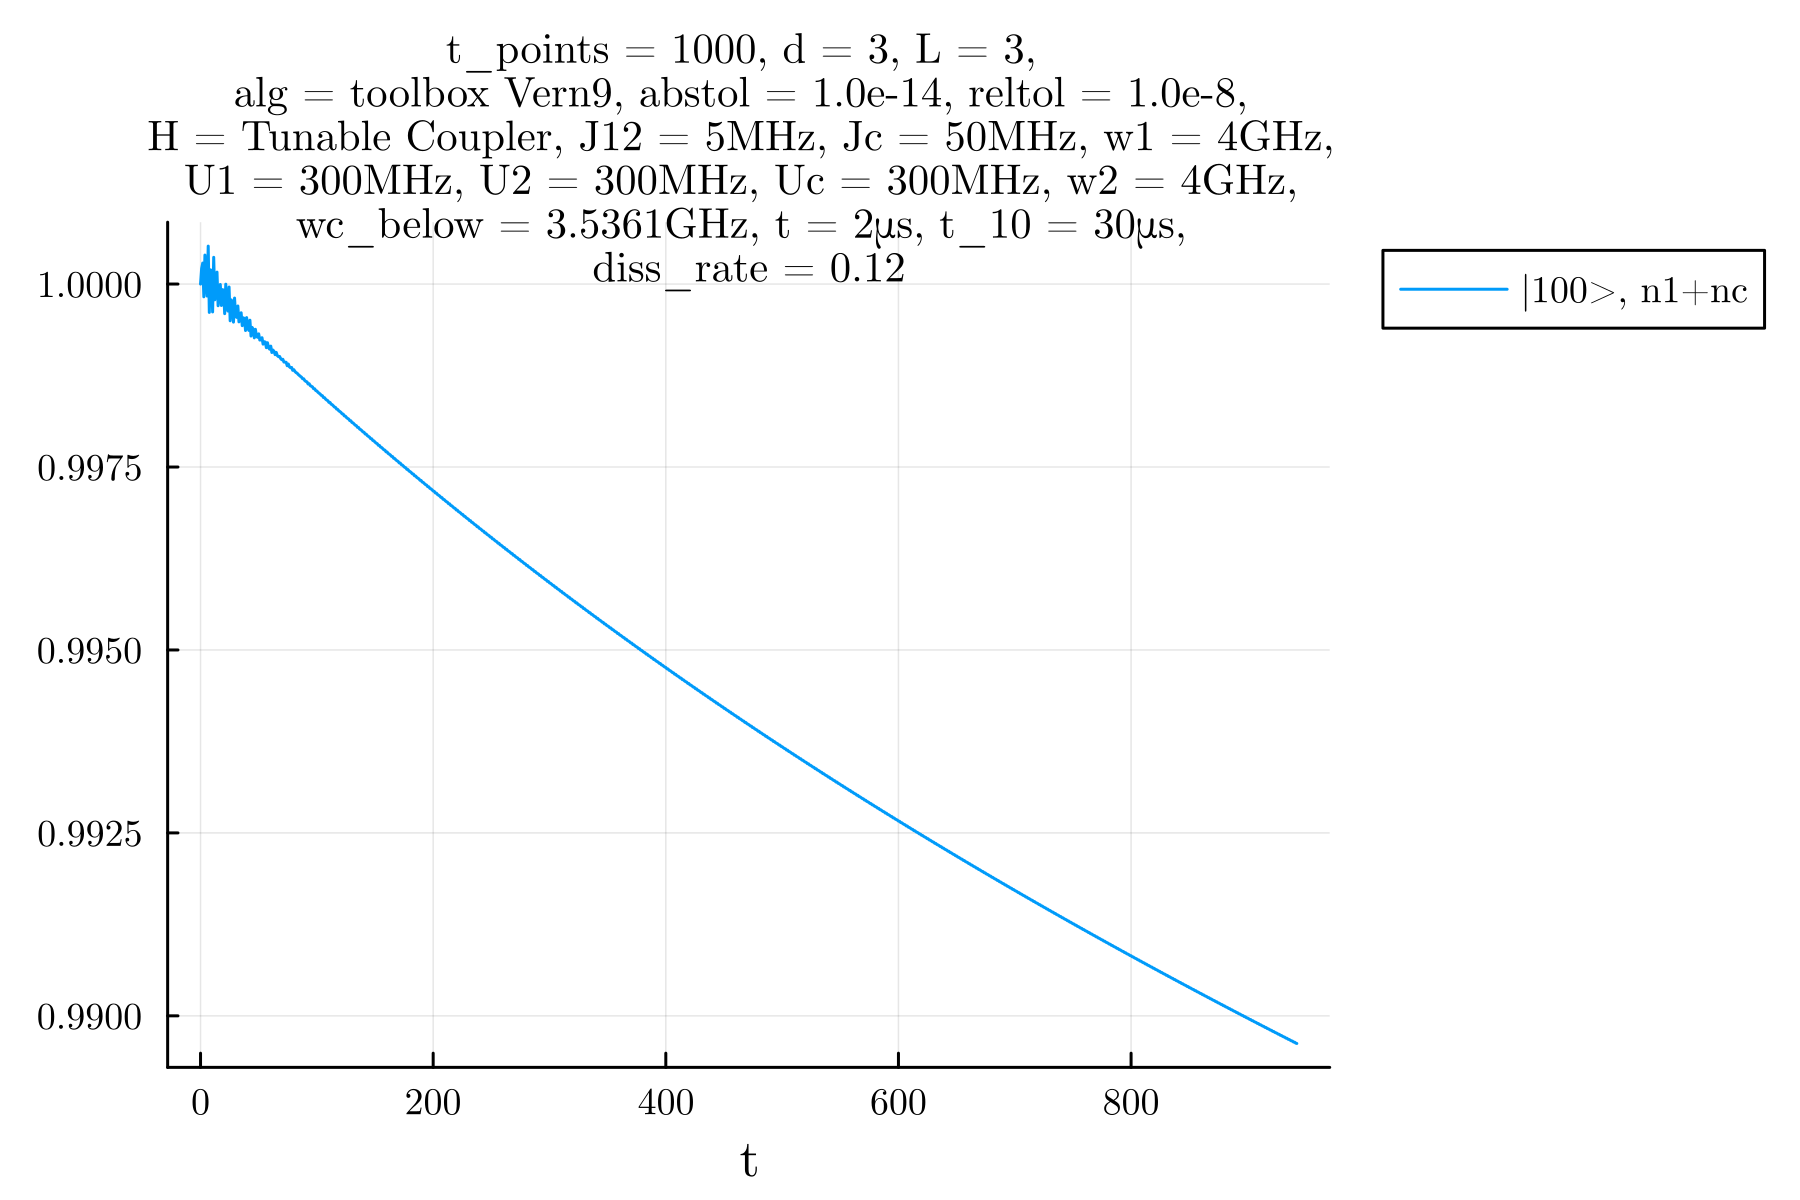 t_points = 1000, d = 3, L = 3,
alg = toolbox Vern9, abstol = 1.0e-14, reltol = 1.0e-8,
H = Tunable Coupler, J12 = 5MHz, Jc = 50MHz, w1 = 4GHz,
U1 = 300MHz, U2 = 300MHz, Uc = 300MHz, w2 = 4GHz,
wc_below = 3.5361GHz, t = 2μs, t_10 = 30μs,
diss_rate = 0.12
|100>, n1+nc
1.0000
0.9975
0.9950
0.9925
0.9900
0 200 400 600 800
t